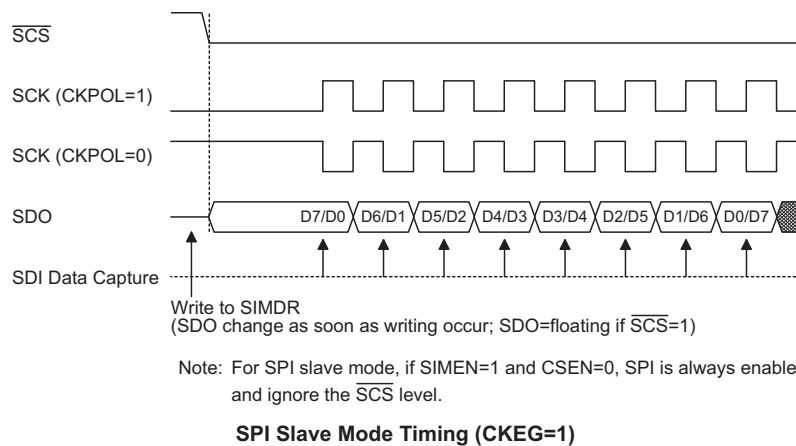 SCS
SCK (CKPOL=1)
SCK (CKPOL=0)
SDO D7/D0 D6/D1 D5/D2 D4/D3 D3/D4 D2/D5 D1/D6 D0/D7
SDI Data Capture
Write to SIMDR
(SDO change as soon as writing occur; SDO=floating if SCS=1)
Note: For SPI slave mode, if SIMEN=1 and CSEN=0, SPI is always enable
and ignore the SCS level.
SPI Slave Mode Timing (CKEG=1)